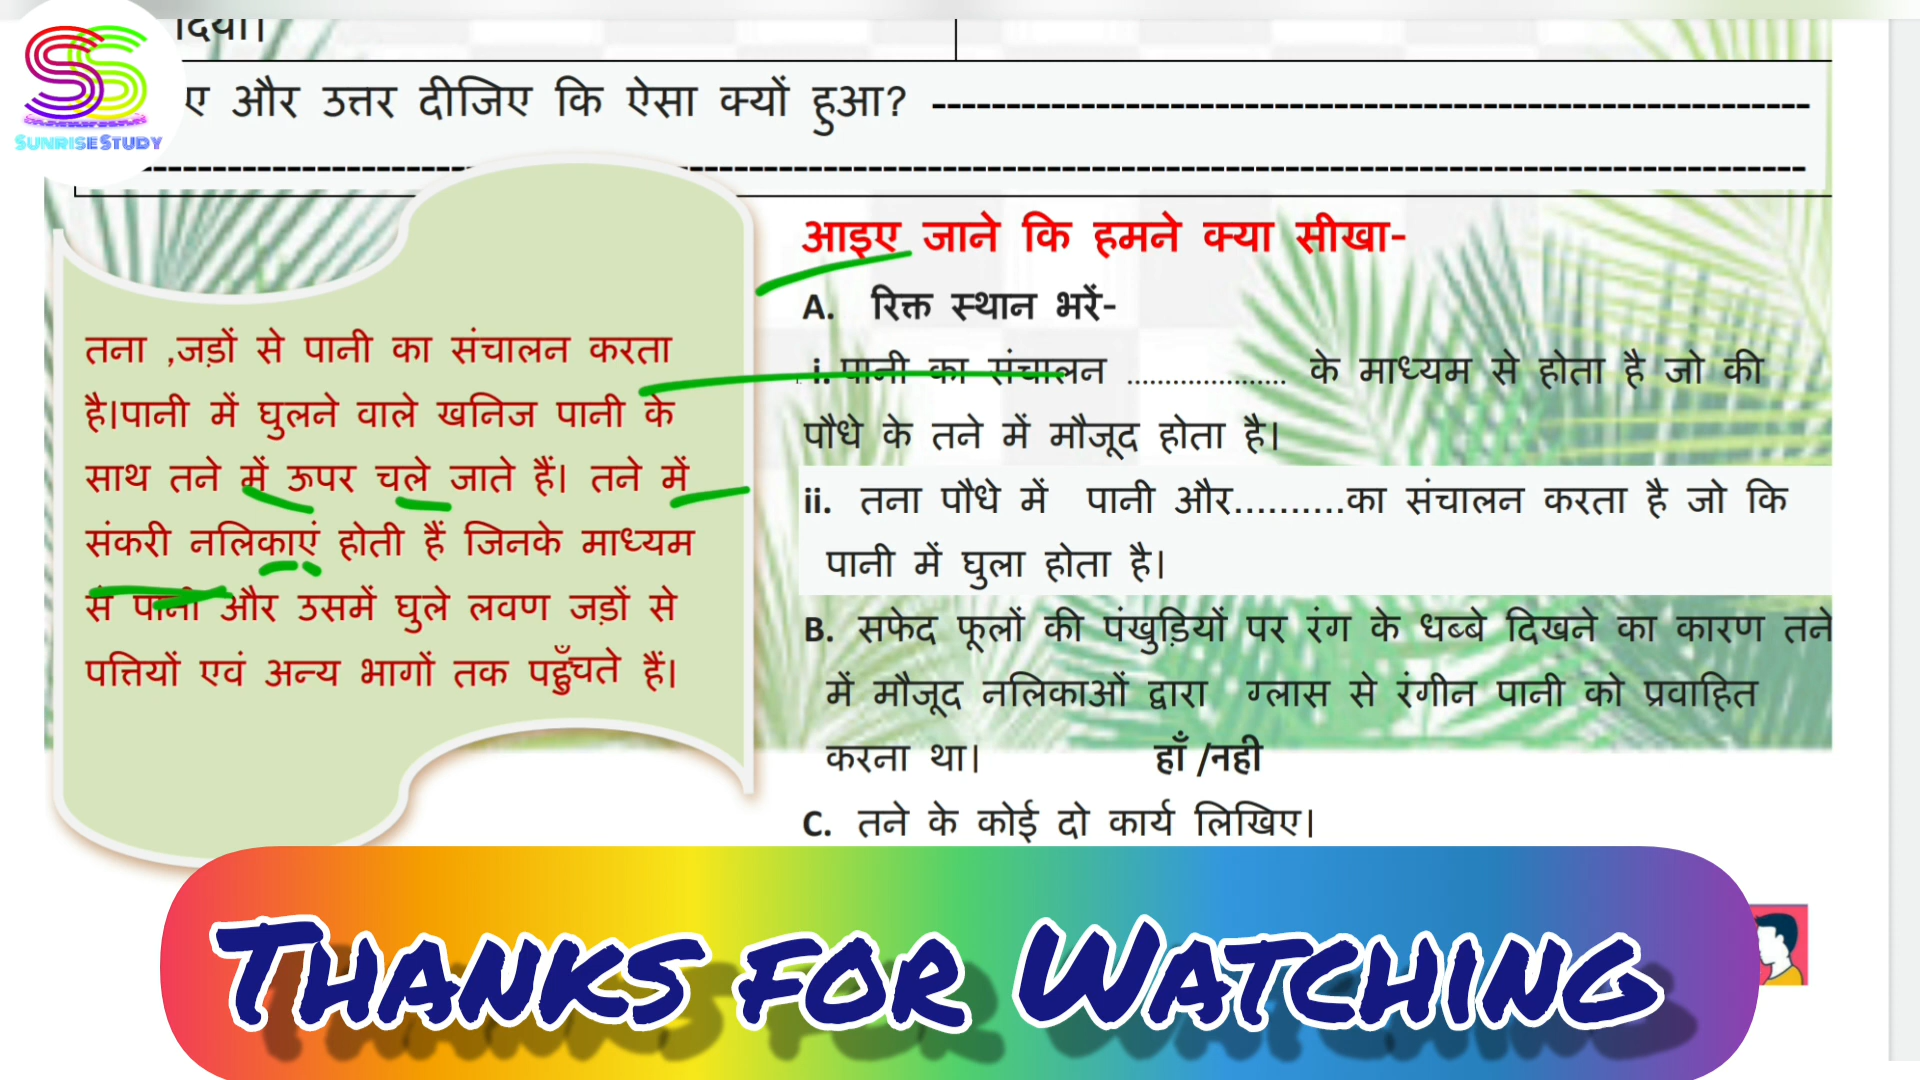 दिया।
ए और उत्तर दीजिए कि ऐसा क्यों हुआ? ------------------------------------------------------------
SUNRISESTUDY
तना ,जड़ों से पानी का संचालन करता
है।पानी में घुलने वाले खनिज पानी के
साथ तने में ऊपर चले जाते हैं। तने में
संकरी नलिकाएं होती हैं जिनके माध्यम
से पानी और उसमें घुले लवण जड़ों से
पत्तियों एवं अन्य भागों तक पहुँचते हैं।
आइए जाने कि हमने क्या सीखा-
A. रिक्त स्थान भरें-
i. पानी का संचालन ..................... के माध्यम से होता है जो की
पौधे के तने में मौजूद होता है।
ii. तना पौधे में पानी और..........का संचालन करता है जो कि
पानी में घुला होता है।
B. सफेद फूलों की पंखुड़ियों पर रंग के धब्बे दिखने का कारण तने
में मौजूद नलिकाओं द्वारा ग्लास से रंगीन पानी को प्रवाहित
करना था। हाँ /नही
C. तने के कोई दो कार्य लिखिए।
THANKS FOR WATCHING